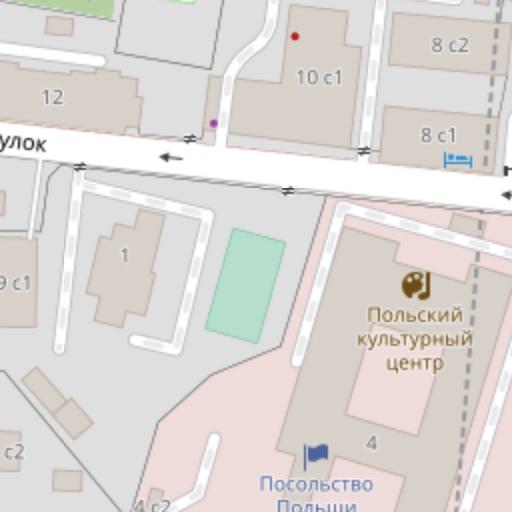 8 с2
10 с1
12
улок
8 с1
1
9 с1
Польский
культурный
центр
4
с2
Посольство
Польши
4 с2